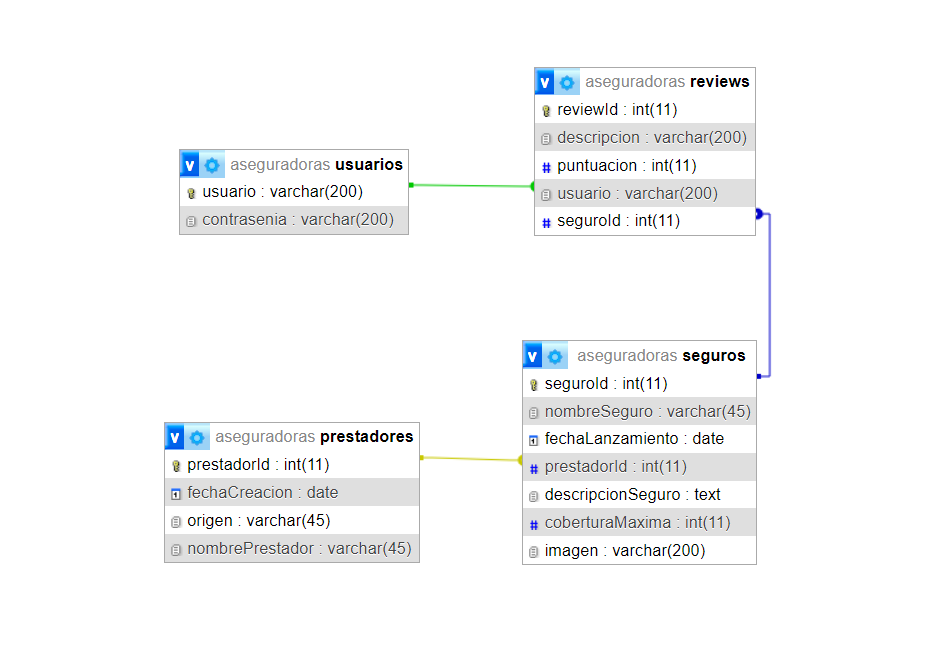 v aseguradoras reviews
reviewId : int(11)
descripcion : varchar(200)
# puntuacion : int(11)
usuario : varchar(200)
# seguroId : int(11)
v aseguradoras usuarios
usuario : varchar(200)
contrasenia : varchar(200)
v aseguradoras seguros
seguroId : int(11)
nombreSeguro : varchar(45)
fechaLanzamiento : date
# prestadorId : int(11)
descripcionSeguro : text
# coberturaMaxima : int(11)
imagen : varchar(200)
v aseguradoras prestadores
prestadorId : int(11)
fechaCreacion : date
origen : varchar(45)
nombrePrestador : varchar(45)